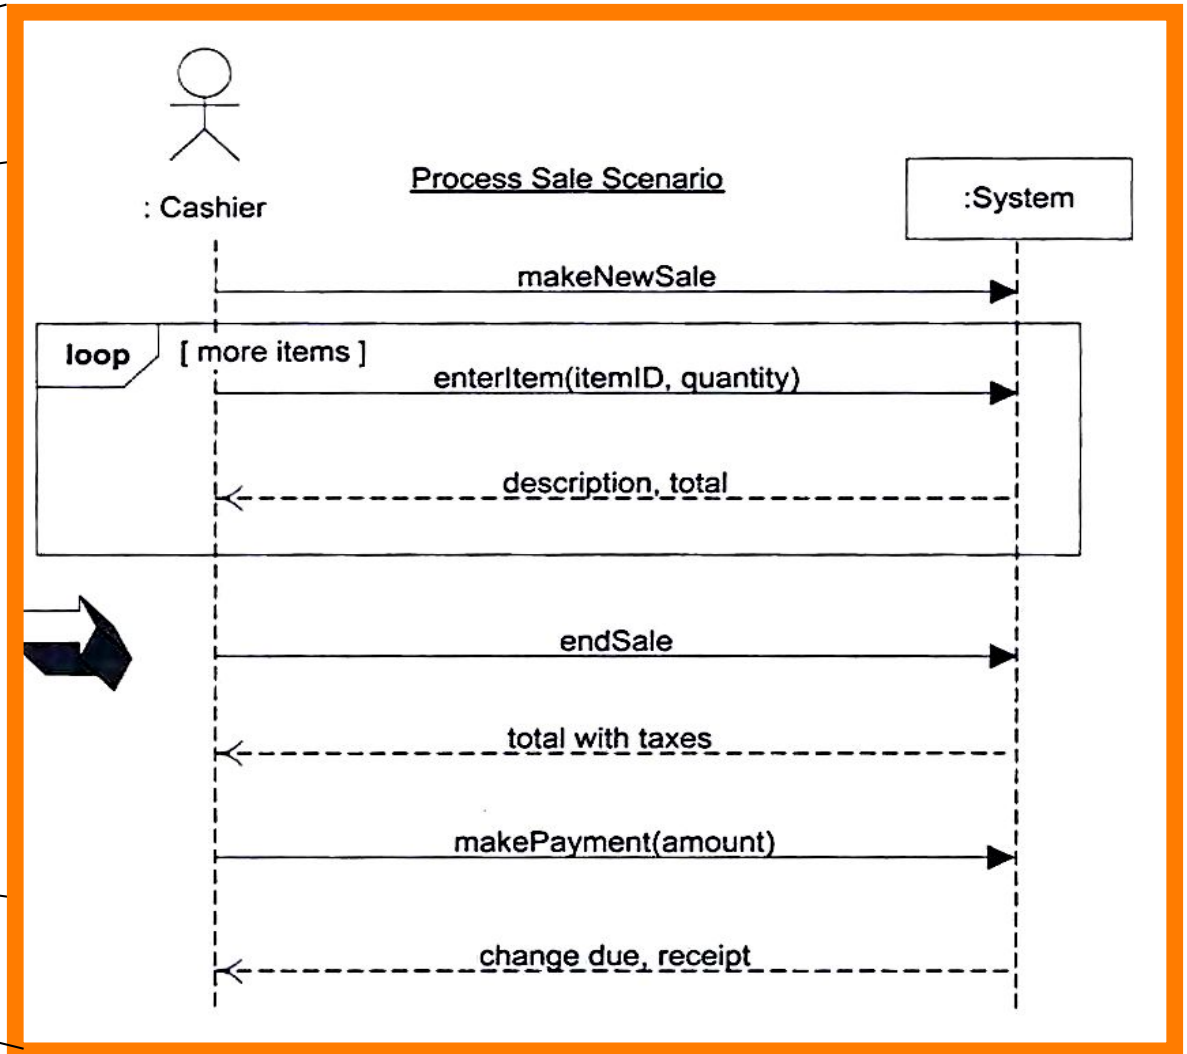 Process Sale Scenario
: Cashier
:System
makeNewSale
loop [ more items ]
enterItem(itemID, quantity)
description, total
endSale
total with taxes
makePayment(amount)
change due, receipt